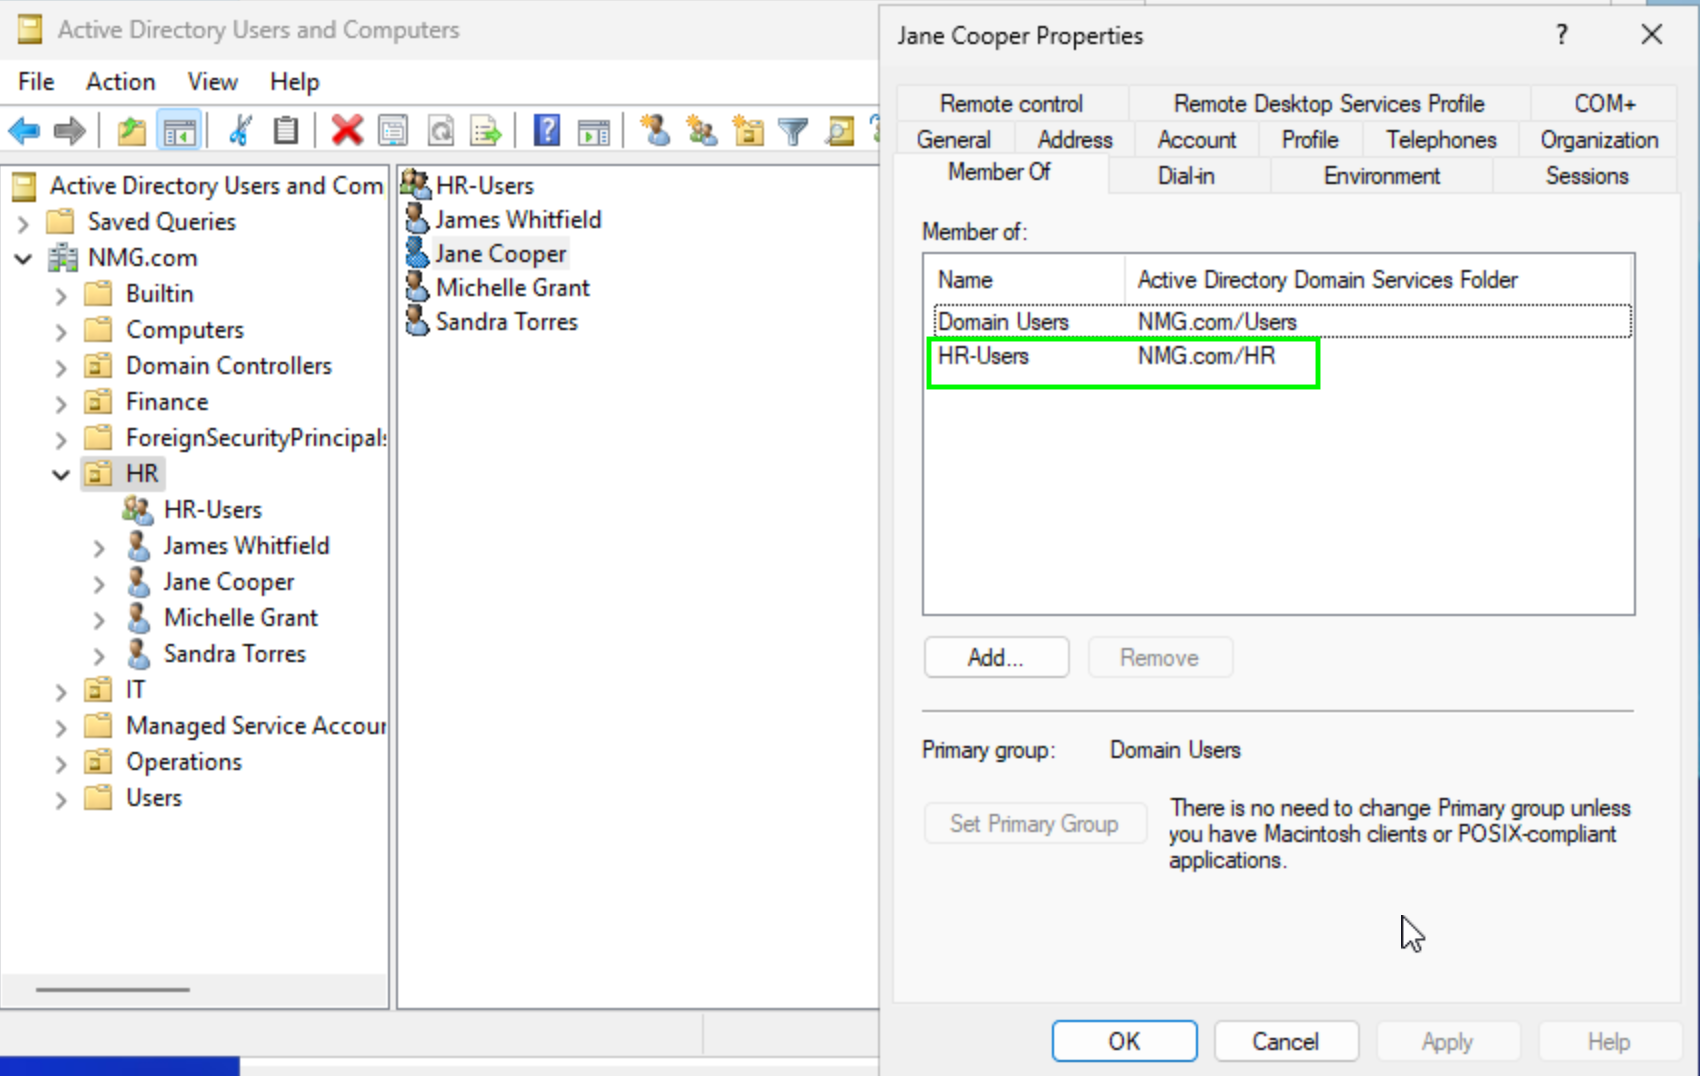 Active Directory Users and Computers
File Action View Help
Active Directory Users and Com
Saved Queries
NMG.com
Builtin
Computers
Domain Controllers
Finance
ForeignSecurityPrincipal
HR
HR-Users
James Whitfield
Jane Cooper
Michelle Grant
Sandra Torres
IT
Managed Service Accour
Operations
Users
HR-Users
James Whitfield
Jane Cooper
Michelle Grant
Sandra Torres
Jane Cooper Properties
Remote control Remote Desktop Services Profile COM+
General Address Account Profile Telephones Organization
Member Of Dial-in Environment Sessions
Member of:
Name Active Directory Domain Services Folder
Domain Users NMG.com/Users
HR-Users NMG.com/HR
Add... Remove
Primary group: Domain Users
Set Primary Group
There is no need to change Primary group unless
you have Macintosh clients or POSIX-compliant
applications.
OK Cancel Apply Help